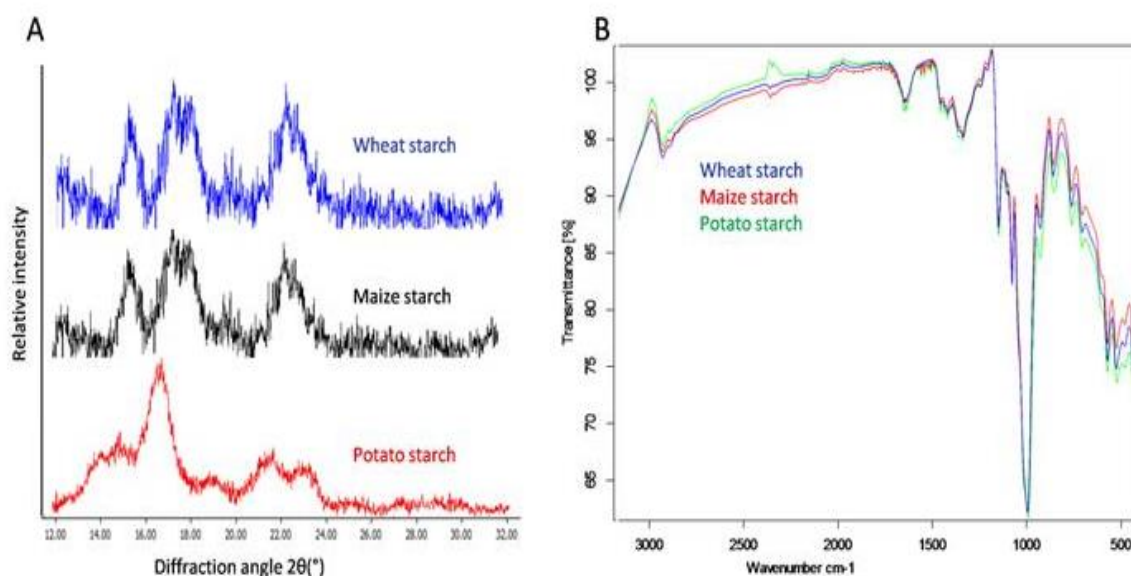 A
Relative intensity
Wheat starch
Maize starch
Potato starch
12.00 14.00 16.00 18.00 20.00 22.00 24.00 26.00 28.00 30.00 32.00
Diffraction angle 2θ(°)
B
Transmittance [%]
100
95
90
85
80
75
70
65
Wheat starch
Maize starch
Potato starch
3000 2500 2000 1500 1000 500
Wavenumber cm-1